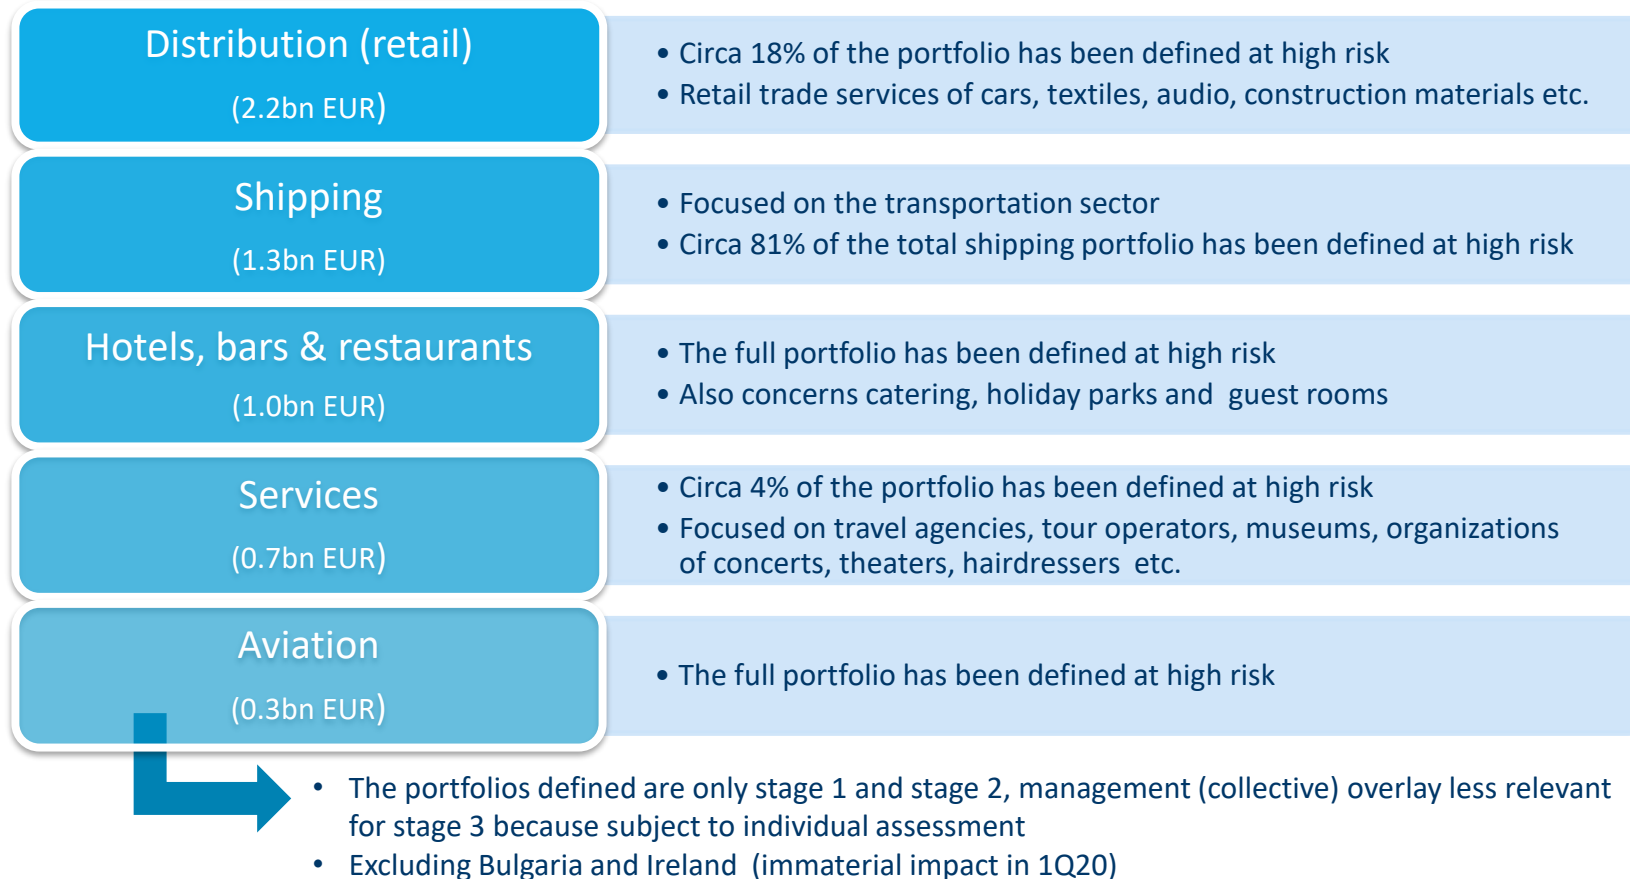 Distribution (retail)
(2.2bn EUR)
• Circa 18% of the portfolio has been defined at high risk
• Retail trade services of cars, textiles, audio, construction materials etc.
Shipping
(1.3bn EUR)
• Focused on the transportation sector
• Circa 81% of the total shipping portfolio has been defined at high risk
Hotels, bars & restaurants
(1.0bn EUR)
• The full portfolio has been defined at high risk
• Also concerns catering, holiday parks and guest rooms
Services
(0.7bn EUR)
• Circa 4% of the portfolio has been defined at high risk
• Focused on travel agencies, tour operators, museums, organizations
of concerts, theaters, hairdressers etc.
Aviation
(0.3bn EUR)
• The full portfolio has been defined at high risk
• The portfolios defined are only stage 1 and stage 2, management (collective) overlay less relevant
for stage 3 because subject to individual assessment
• Excluding Bulgaria and Ireland (immaterial impact in 1Q20)